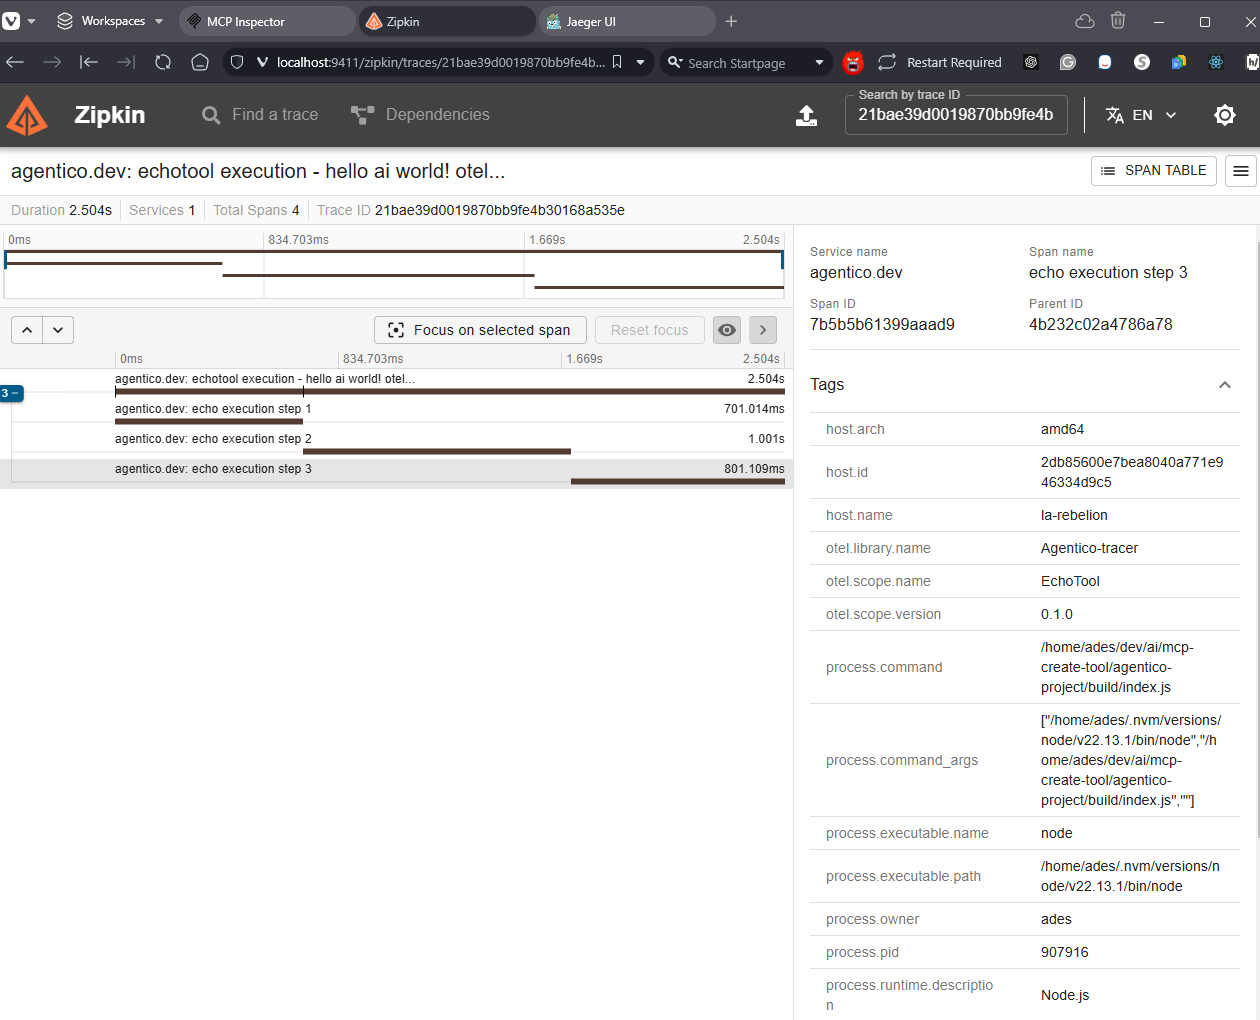 Workspaces
MCP Inspector
Zipkin
Jaeger UI
localhost:9411/zipkin/traces/21bae39d0019870bb9fe4b...
Search Startpage
Restart Required
Zipkin
Find a trace
Dependencies
Search by trace ID
21bae39d0019870bb9fe4b
EN
agentico.dev: echotool execution - hello ai world! otel...
SPAN TABLE
Duration 2.504s
Services 1
Total Spans 4
Trace ID 21bae39d0019870bb9fe4b30168a535e
0ms
834.703ms
1.669s
2.504s
Focus on selected span
Reset focus
0ms
834.703ms
1.669s
2.504s
agentico.dev: echotool execution - hello ai world! otel...
2.504s
3 −
agentico.dev: echo execution step 1
701.014ms
agentico.dev: echo execution step 2
1.001s
agentico.dev: echo execution step 3
801.109ms
Service name
agentico.dev
Span name
echo execution step 3
Span ID
7b5b5b61399aaad9
Parent ID
4b232c02a4786a78
Tags
host.arch
amd64
host.id
2db85600e7bea8040a771e9
46334d9c5
host.name
la-rebelion
otel.library.name
Agentico-tracer
otel.scope.name
EchoTool
otel.scope.version
0.1.0
process.command
/home/ades/dev/ai/mcp-
create-tool/agentico-
project/build/index.js
process.command_args
["/home/ades/.nvm/versions/
node/v22.13.1/bin/node","/h
ome/ades/dev/ai/mcp-
create-tool/agentico-
project/build/index.js",""]
process.executable.name
node
process.executable.path
/home/ades/.nvm/versions/n
ode/v22.13.1/bin/node
process.owner
ades
process.pid
907916
process.runtime.descriptio
n
Node.js